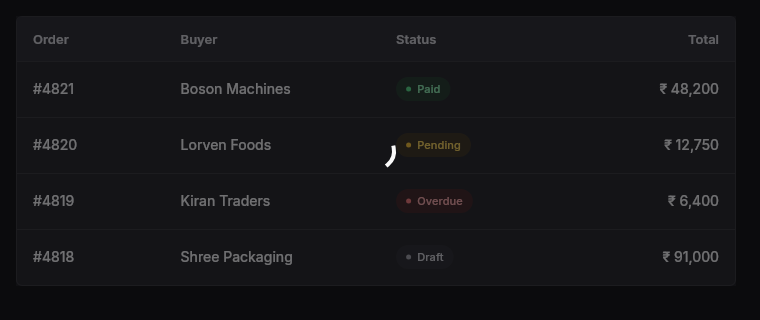 Order Buyer Status Total
#4821 Boson Machines Paid ₹ 48,200
#4820 Lorven Foods Pending ₹ 12,750
#4819 Kiran Traders Overdue ₹ 6,400
#4818 Shree Packaging Draft ₹ 91,000